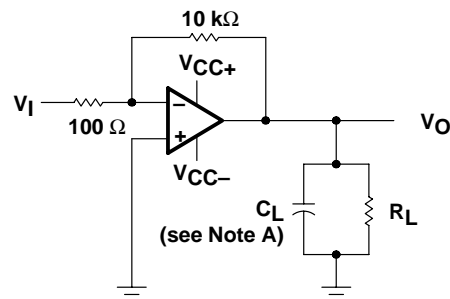 10 kΩ
VCC+
VI
−
100 Ω
+
VO
VCC−
CL
RL
(see Note A)